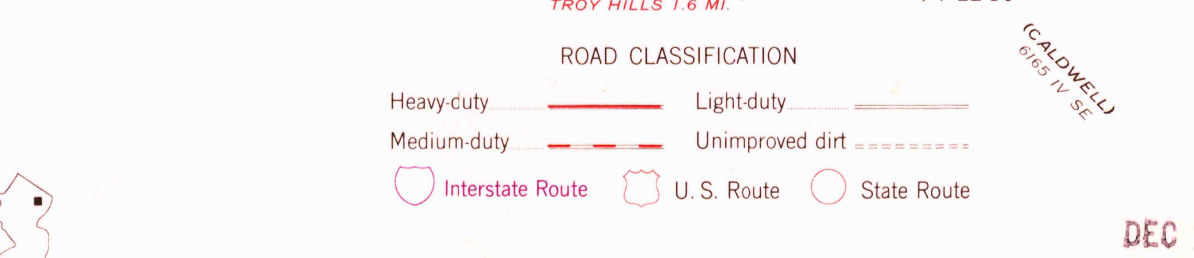 TROY HILLS 1.6 MI.
ROAD CLASSIFICATION
Heavy-duty
Light-duty
Medium-duty
Unimproved dirt
Interstate Route
U. S. Route
State Route
(CALDWELL)
6165 IV SE
DEC